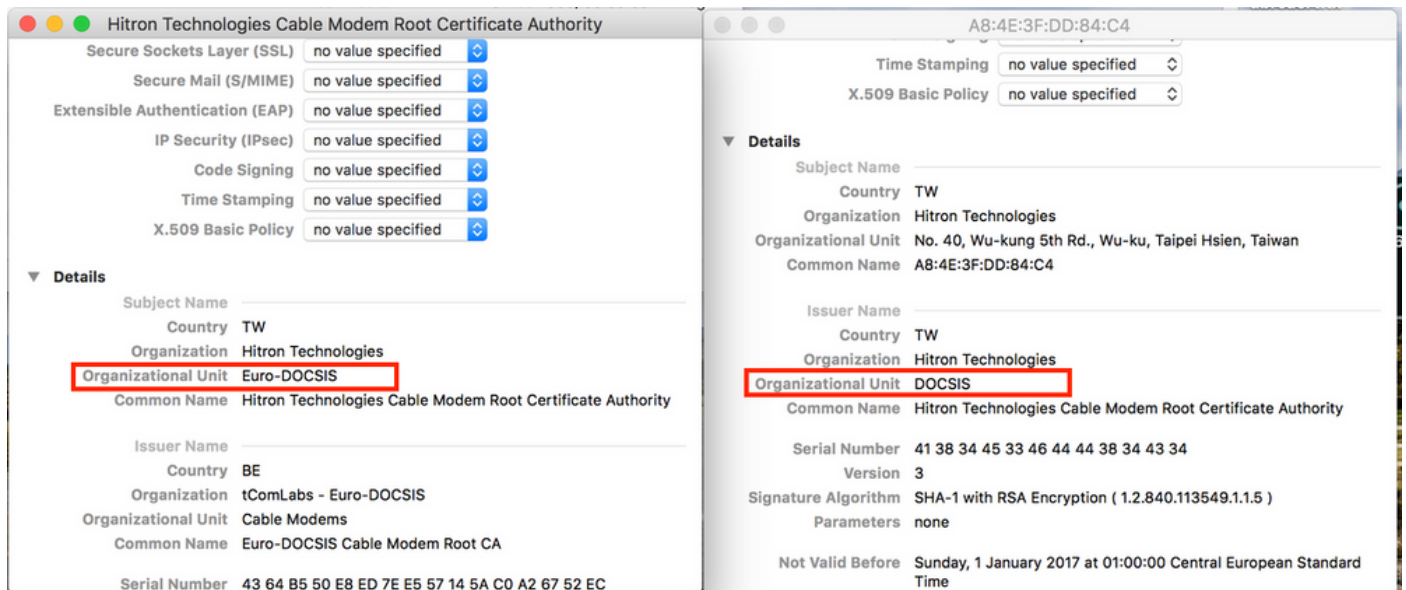 Hitron Technologies Cable Modem Root Certificate Authority
Secure Sockets Layer (SSL) no value specified
Secure Mail (S/MIME) no value specified
Extensible Authentication (EAP) no value specified
IP Security (IPsec) no value specified
Code Signing no value specified
Time Stamping no value specified
X.509 Basic Policy no value specified
Details
Subject Name
Country TW
Organization Hitron Technologies
Organizational Unit Euro-DOCSIS
Common Name Hitron Technologies Cable Modem Root Certificate Authority
Issuer Name
Country BE
Organization tComLabs - Euro-DOCSIS
Organizational Unit Cable Modems
Common Name Euro-DOCSIS Cable Modem Root CA
Serial Number 43 64 B5 50 E8 ED 7E E5 57 14 5A C0 A2 67 52 EC
A8:4E:3F:DD:84:C4
Time Stamping no value specified
X.509 Basic Policy no value specified
Details
Subject Name
Country TW
Organization Hitron Technologies
Organizational Unit No. 40, Wu-kung 5th Rd., Wu-ku, Taipei Hsien, Taiwan
Common Name A8:4E:3F:DD:84:C4
Issuer Name
Country TW
Organization Hitron Technologies
Organizational Unit DOCSIS
Common Name Hitron Technologies Cable Modem Root Certificate Authority
Serial Number 41 38 34 45 33 46 44 44 38 34 43 34
Version 3
Signature Algorithm SHA-1 with RSA Encryption ( 1.2.840.113549.1.1.5 )
Parameters none
Not Valid Before Sunday, 1 January 2017 at 01:00:00 Central European Standard
Time